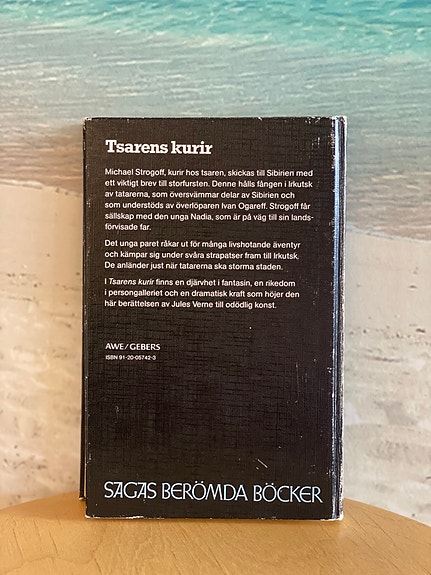 Tsarens kurir
Michael Strogoff, kurir hos tsaren, skickas till Sibirien med
ett viktigt brev till storfursten. Denne hålls fången i Irkutsk
av tatarerna, som översvämmar delar av Sibirien och
som understöds av överlöparen Ivan Ogareff. Strogoff får
sällskap med den unga Nadia, som är på väg till sin lands-
förvisade far.
Det unga paret råkar ut för många livshotande äventyr
och kämpar sig under svåra strapatser fram till Irkutsk.
De anländer just när tatarerna ska storma staden.
I Tsarens kurir finns en djärvhet i fantasin, en rikedom
i persongalleriet och en dramatisk kraft som höjer den
här berättelsen av Jules Verne till odödlig konst.
AWE/GEBERS
ISBN 91-20-05742-3
SAGAS BERÖMDA BÖCKER